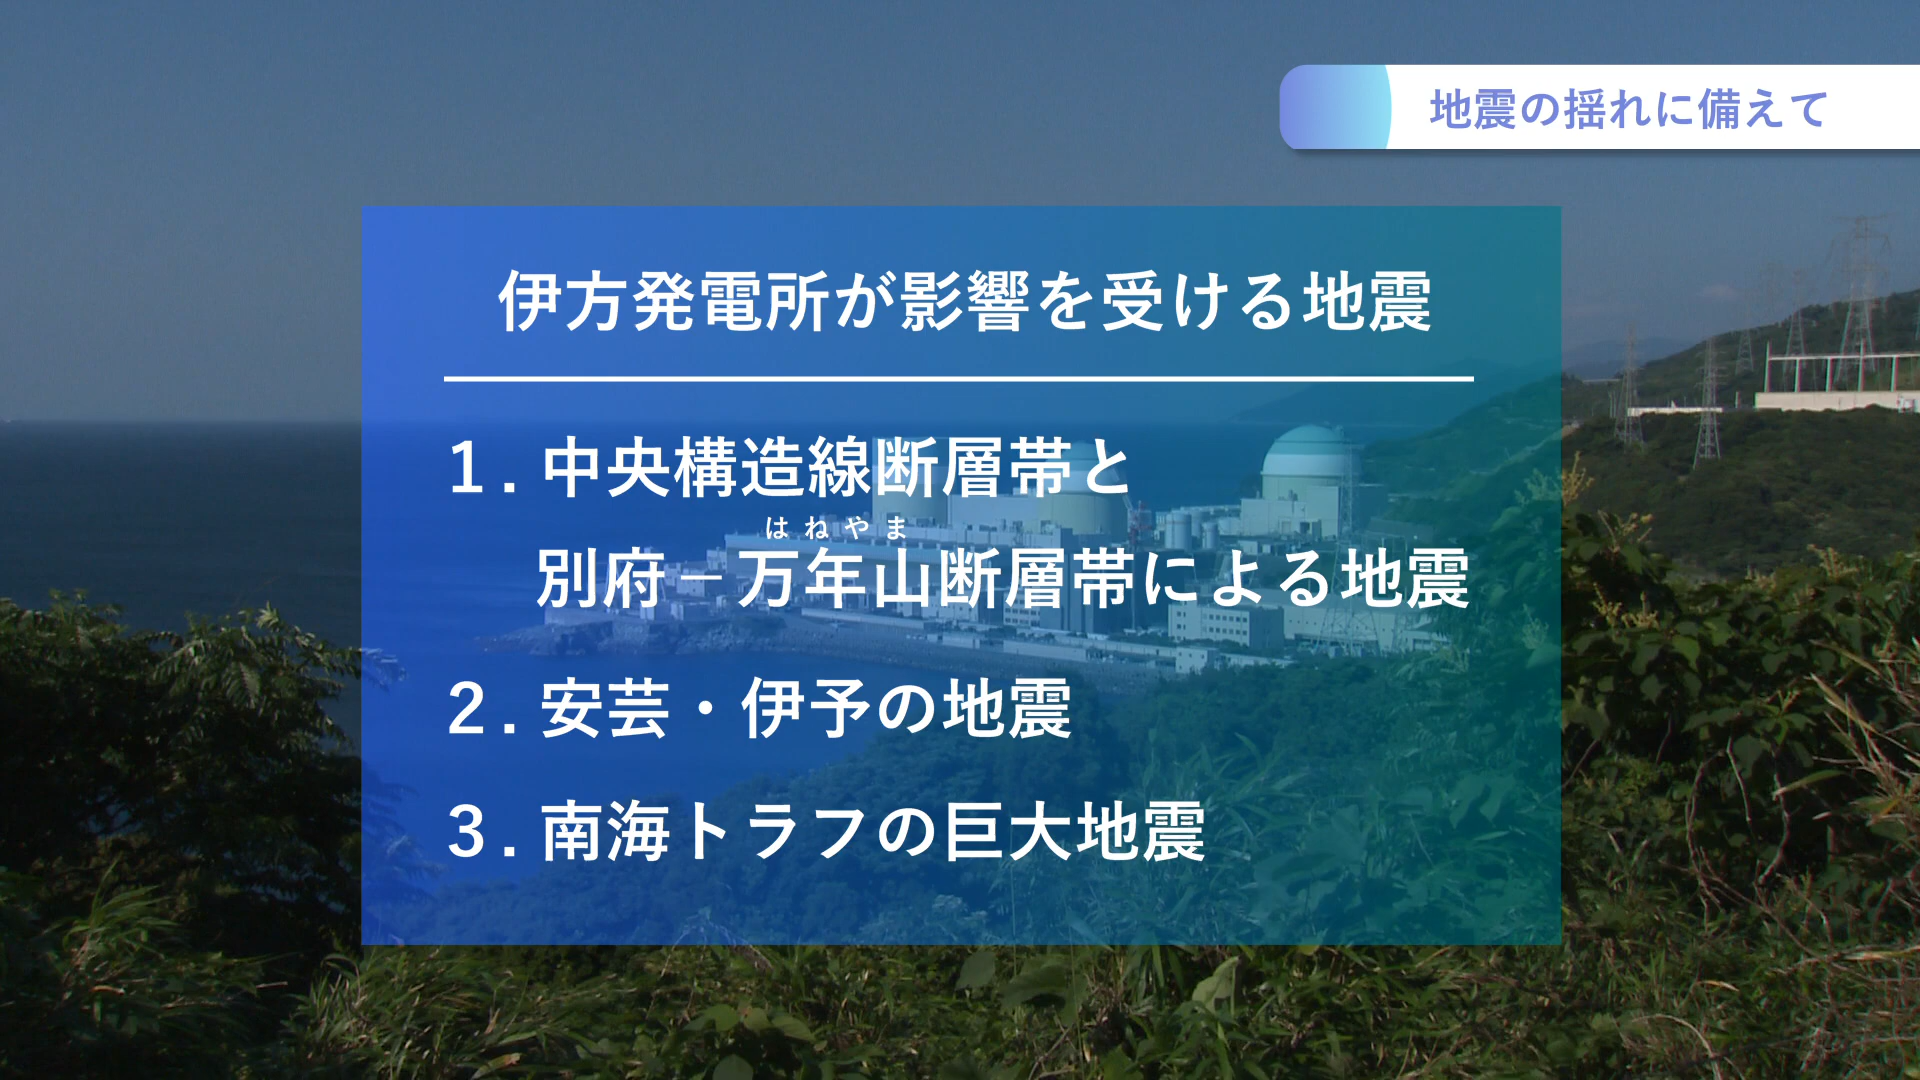 地震の揺れに備えて
伊方発電所が影響を受ける地震
1. 中央構造線断層帯と
はねやま
別府－万年山断層帯による地震
2. 安芸・伊予の地震
3. 南海トラフの巨大地震